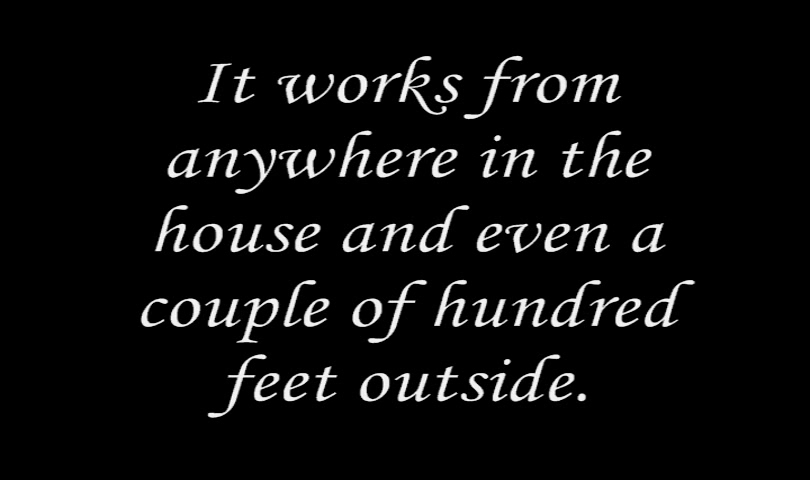 It works from
anywhere in the
house and even a
couple of hundred
feet outside.